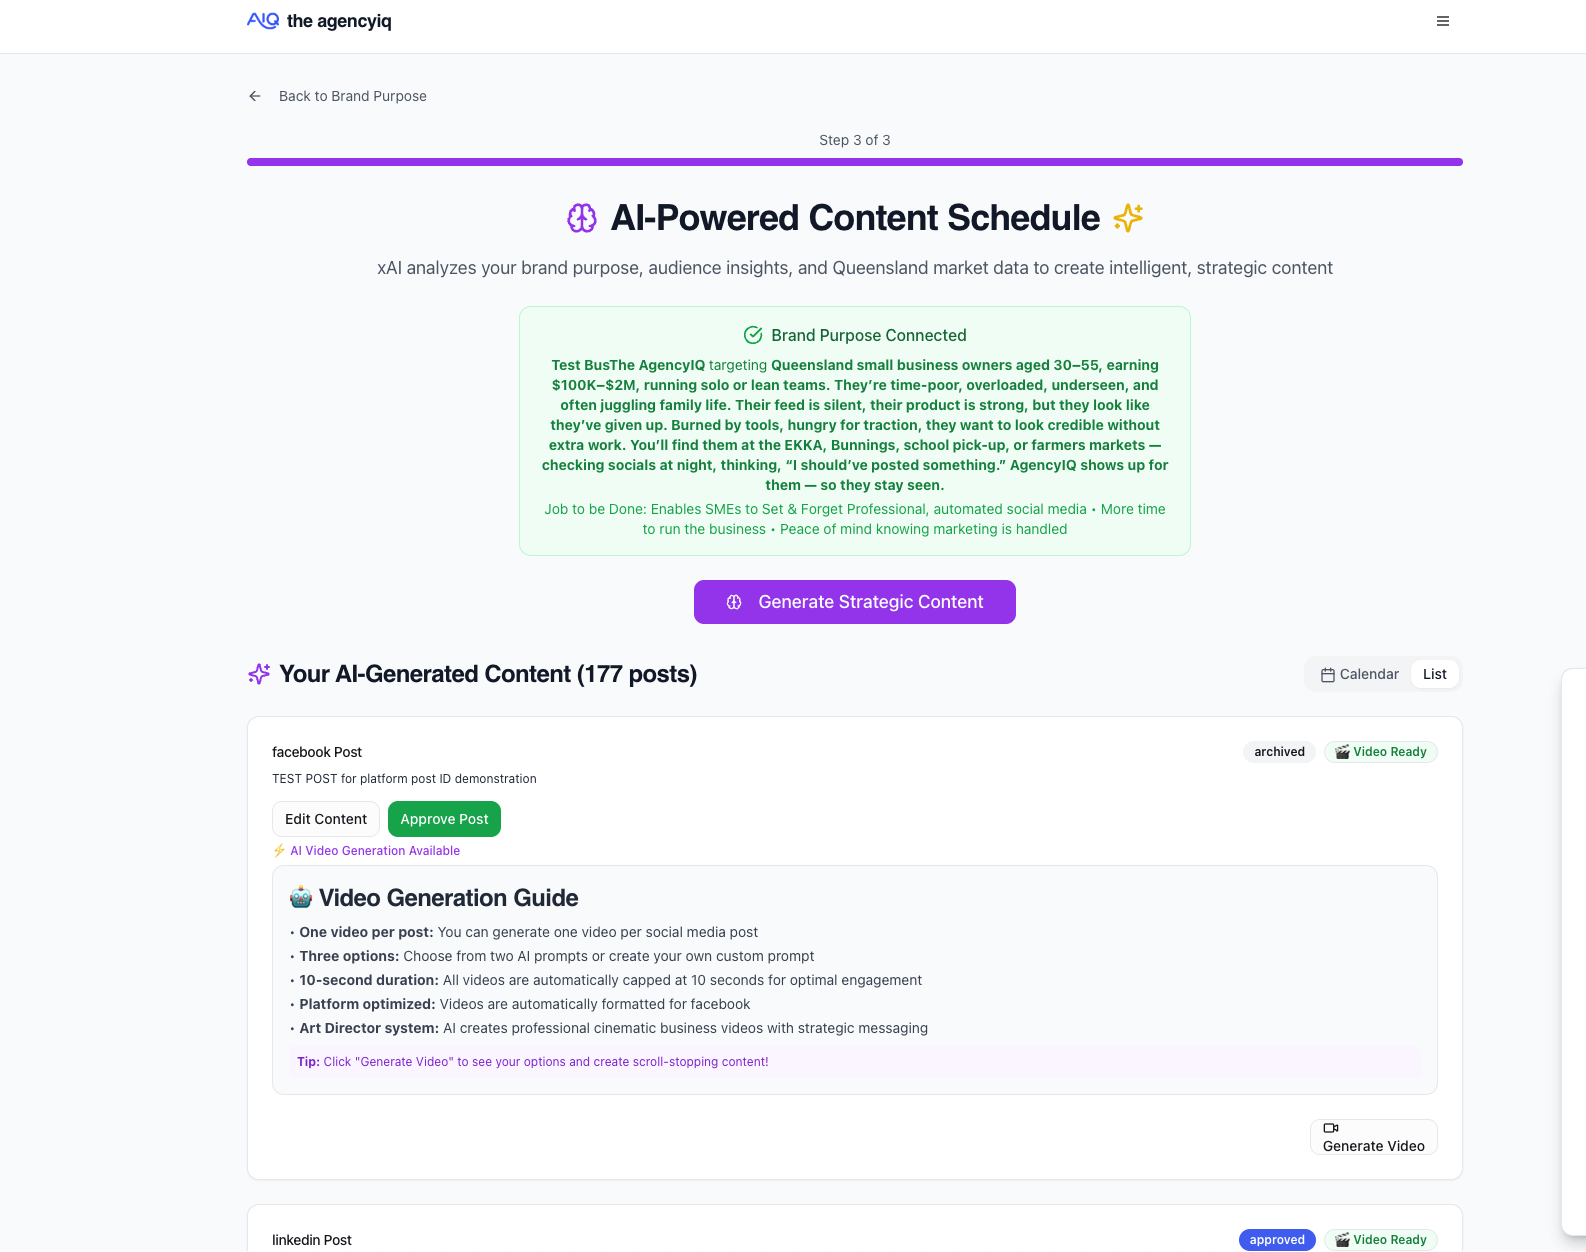 AIQ the agencyiq
Back to Brand Purpose
Step 3 of 3
AI-Powered Content Schedule
xAI analyzes your brand purpose, audience insights, and Queensland market data to create intelligent, strategic content
Brand Purpose Connected
Test BusThe AgencyIQ targeting Queensland small business owners aged 30–55, earning
$100K–$2M, running solo or lean teams. They’re time-poor, overloaded, underseen, and
often juggling family life. Their feed is silent, their product is strong, but they look like
they’ve given up. Burned by tools, hungry for traction, they want to look credible without
extra work. You’ll find them at the EKKA, Bunnings, school pick-up, or farmers markets —
checking socials at night, thinking, “I should’ve posted something.” AgencyIQ shows up for
them — so they stay seen.
Job to be Done: Enables SMEs to Set & Forget Professional, automated social media • More time
to run the business • Peace of mind knowing marketing is handled
Generate Strategic Content
Your AI-Generated Content (177 posts)
Calendar List
facebook Post
archived 🎬 Video Ready
TEST POST for platform post ID demonstration
Edit Content Approve Post
⚡ AI Video Generation Available
🤖 Video Generation Guide
• One video per post: You can generate one video per social media post
• Three options: Choose from two AI prompts or create your own custom prompt
• 10-second duration: All videos are automatically capped at 10 seconds for optimal engagement
• Platform optimized: Videos are automatically formatted for facebook
• Art Director system: AI creates professional cinematic business videos with strategic messaging
Tip: Click "Generate Video" to see your options and create scroll-stopping content!
Generate Video
linkedin Post
approved 🎬 Video Ready